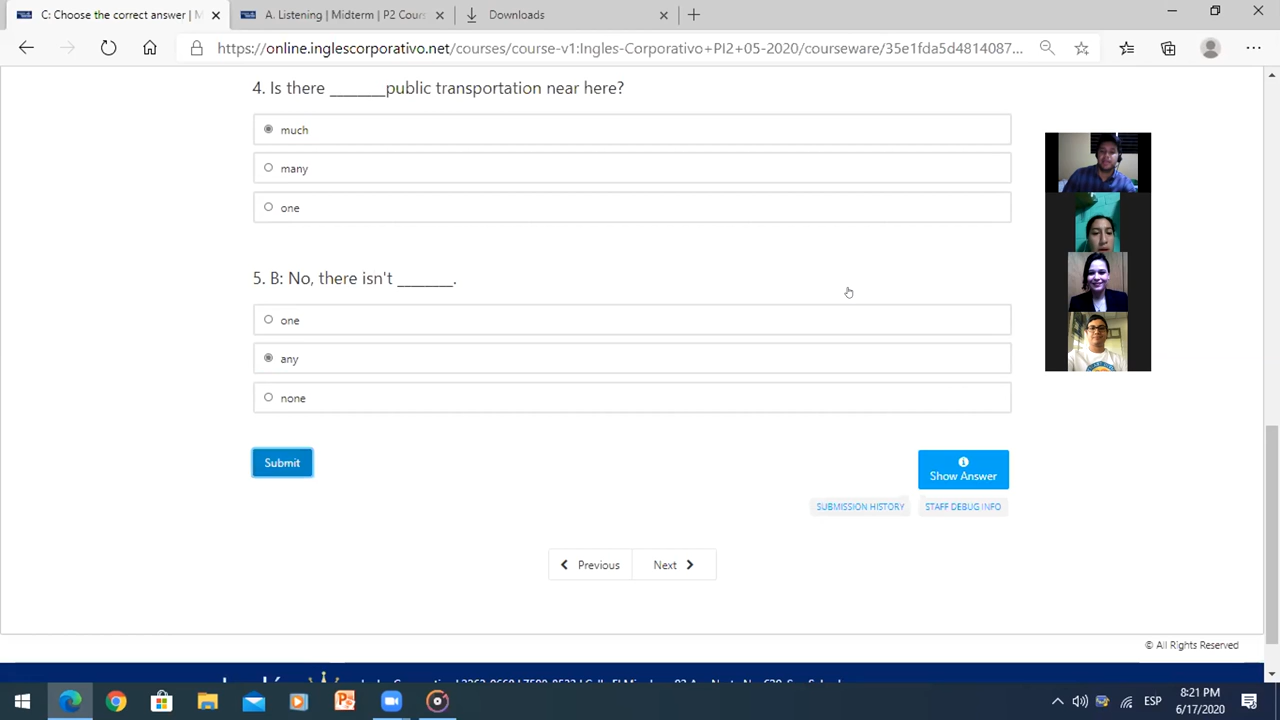 C: Choose the correct answer | M
A. Listening | Midterm | P2 Cours
Downloads
https://online.inglescorporativo.net/courses/course-v1:Ingles-Corporativo+PI2+05-2020/courseware/35e1fda5d4814087...
4. Is there ________public transportation near here?
much
many
one
5. B: No, there isn't _______.
one
any
none
Submit
Show Answer
SUBMISSION HISTORY
STAFF DEBUG INFO
Previous
Next
© All Rights Reserved
ESP
8:21 PM
6/17/2020